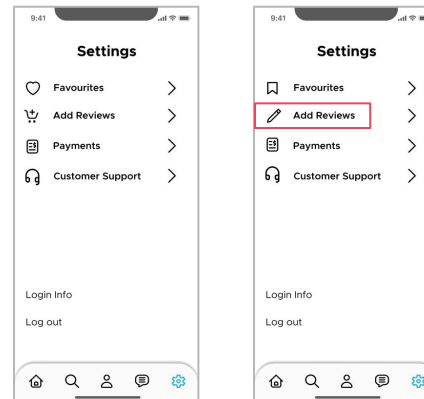 9:41
Settings
Favourites
Add Reviews
Payments
Customer Support
Login Info
Log out
9:41
Settings
Favourites
Add Reviews
Payments
Customer Support
Login Info
Log out